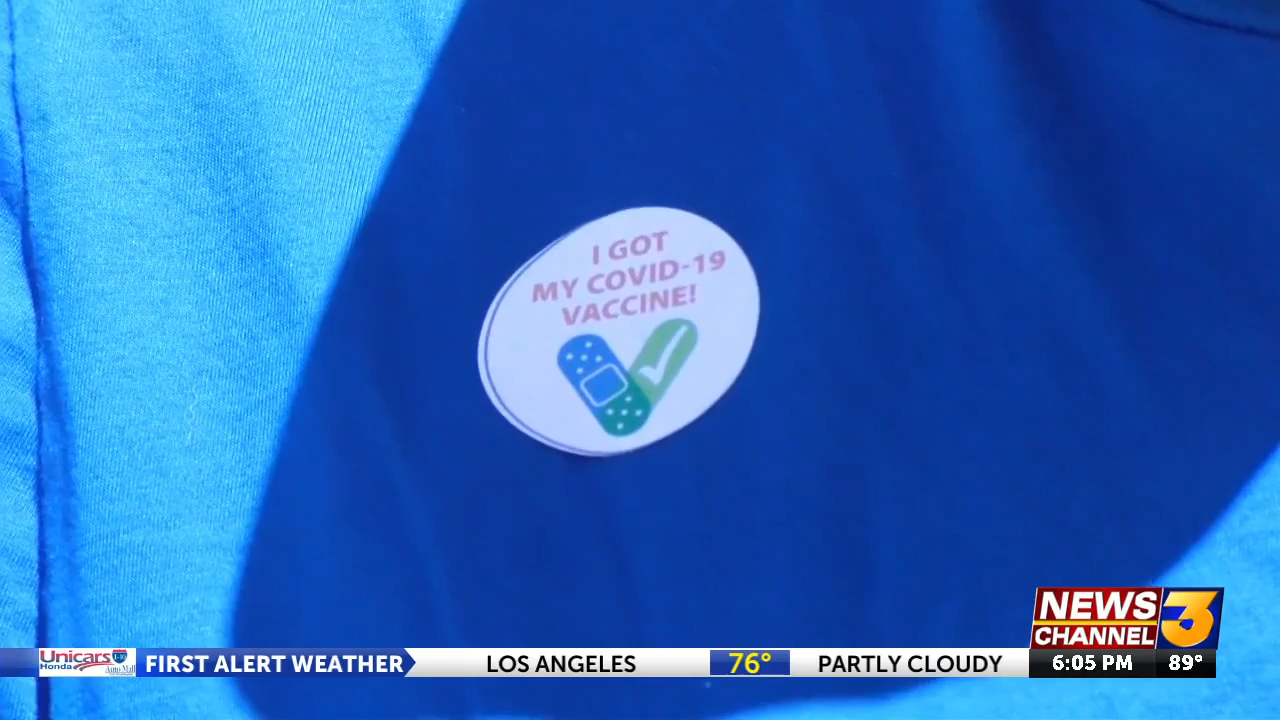 I GOT
MY COVID-19
VACCINE!
NEWS
CHANNEL 3
Unicars
Honda
FIRST ALERT WEATHER
LOS ANGELES
76°
PARTLY CLOUDY
6:05 PM
89°